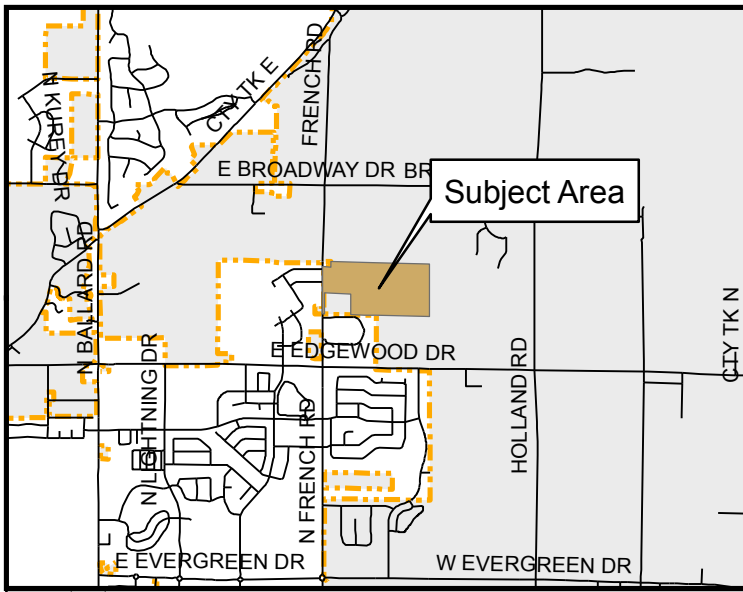 FRENCH RD
CTY TK E
N KUREY DR
E BROADWAY DR BR
Subject Area
N BALLARD RD
CTY TK N
E EDGEWOOD DR
HOLLAND RD
N LIGHTNING DR
N FRENCH RD
E EVERGREEN DR
W EVERGREEN DR